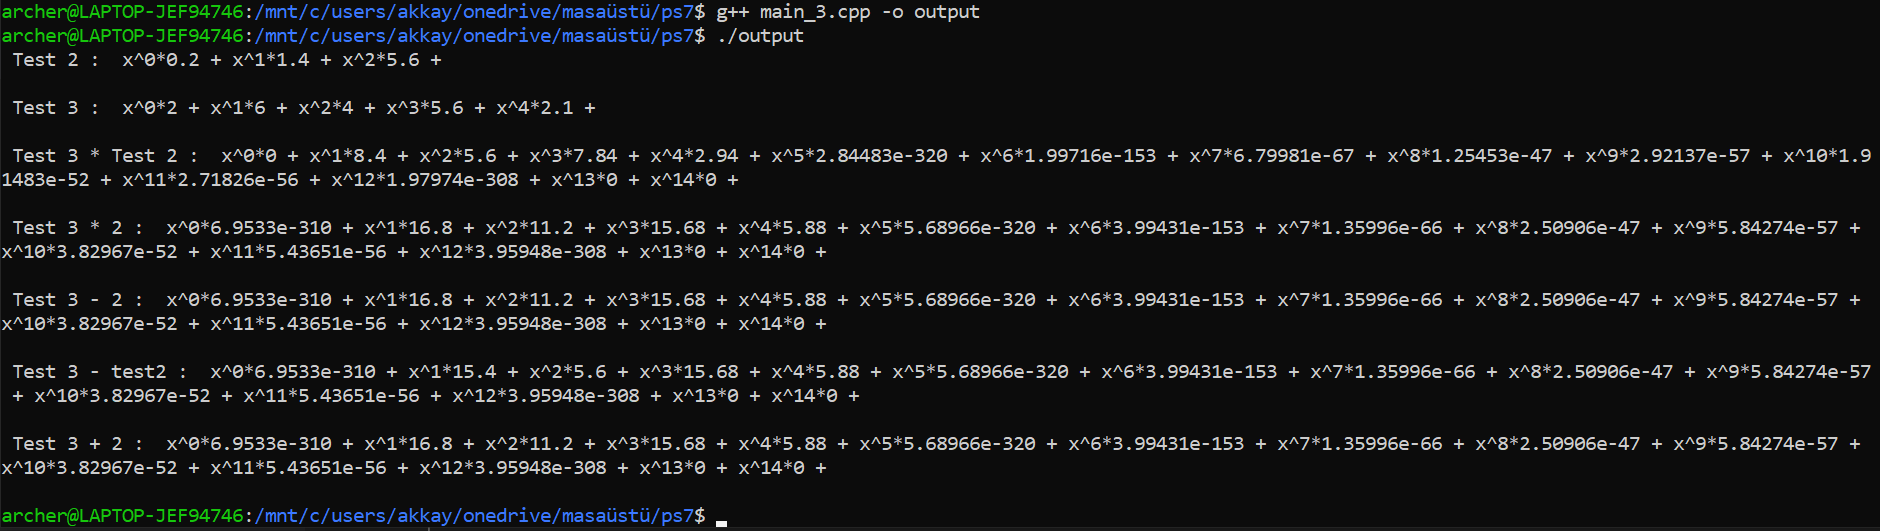 archer@LAPTOP-JEF94746:/mnt/c/users/akkay/onedrive/masaüstü/ps7$ g++ main_3.cpp -o output
archer@LAPTOP-JEF94746:/mnt/c/users/akkay/onedrive/masaüstü/ps7$ ./output
Test 2 :  x^0*0.2 + x^1*1.4 + x^2*5.6 +
Test 3 :  x^0*2 + x^1*6 + x^2*4 + x^3*5.6 + x^4*2.1 +
Test 3 * Test 2 :  x^0*0 + x^1*8.4 + x^2*5.6 + x^3*7.84 + x^4*2.94 + x^5*2.84483e-320 + x^6*1.99716e-153 + x^7*6.79981e-67 + x^8*1.25453e-47 + x^9*2.92137e-57 + x^10*1.9
1483e-52 + x^11*2.71826e-56 + x^12*1.97974e-308 + x^13*0 + x^14*0 +
Test 3 * 2 :  x^0*6.9533e-310 + x^1*16.8 + x^2*11.2 + x^3*15.68 + x^4*5.88 + x^5*5.68966e-320 + x^6*3.99431e-153 + x^7*1.35996e-66 + x^8*2.50906e-47 + x^9*5.84274e-57 +
x^10*3.82967e-52 + x^11*5.43651e-56 + x^12*3.95948e-308 + x^13*0 + x^14*0 +
Test 3 - 2 :  x^0*6.9533e-310 + x^1*16.8 + x^2*11.2 + x^3*15.68 + x^4*5.88 + x^5*5.68966e-320 + x^6*3.99431e-153 + x^7*1.35996e-66 + x^8*2.50906e-47 + x^9*5.84274e-57 +
x^10*3.82967e-52 + x^11*5.43651e-56 + x^12*3.95948e-308 + x^13*0 + x^14*0 +
Test 3 - test2 :  x^0*6.9533e-310 + x^1*15.4 + x^2*5.6 + x^3*15.68 + x^4*5.88 + x^5*5.68966e-320 + x^6*3.99431e-153 + x^7*1.35996e-66 + x^8*2.50906e-47 + x^9*5.84274e-57
+ x^10*3.82967e-52 + x^11*5.43651e-56 + x^12*3.95948e-308 + x^13*0 + x^14*0 +
Test 3 + 2 :  x^0*6.9533e-310 + x^1*16.8 + x^2*11.2 + x^3*15.68 + x^4*5.88 + x^5*5.68966e-320 + x^6*3.99431e-153 + x^7*1.35996e-66 + x^8*2.50906e-47 + x^9*5.84274e-57 +
x^10*3.82967e-52 + x^11*5.43651e-56 + x^12*3.95948e-308 + x^13*0 + x^14*0 +
archer@LAPTOP-JEF94746:/mnt/c/users/akkay/onedrive/masaüstü/ps7$